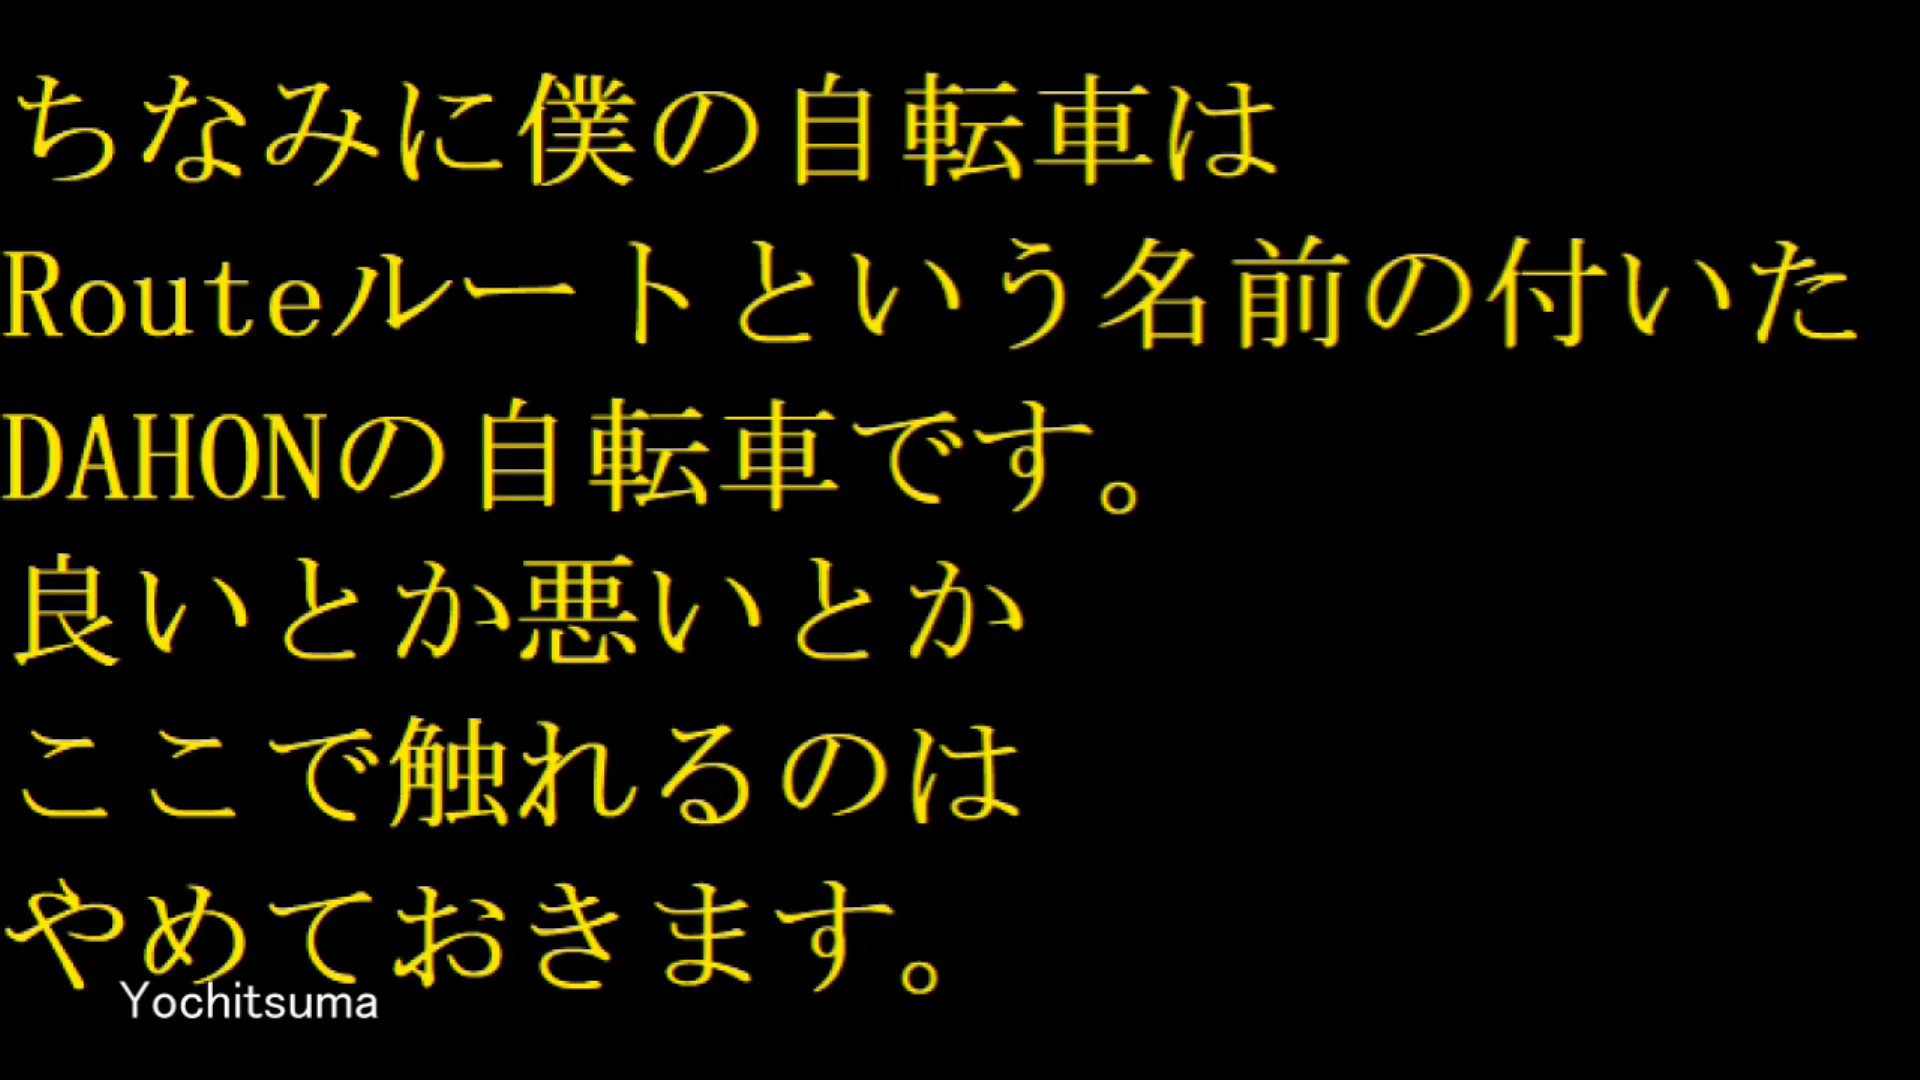 ちなみに僕の自転車は
Routeルートという名前の付いた
DAHONの自転車です。
良いとか悪いとか
ここで触れるのは
やめておきます。
Yochitsuma